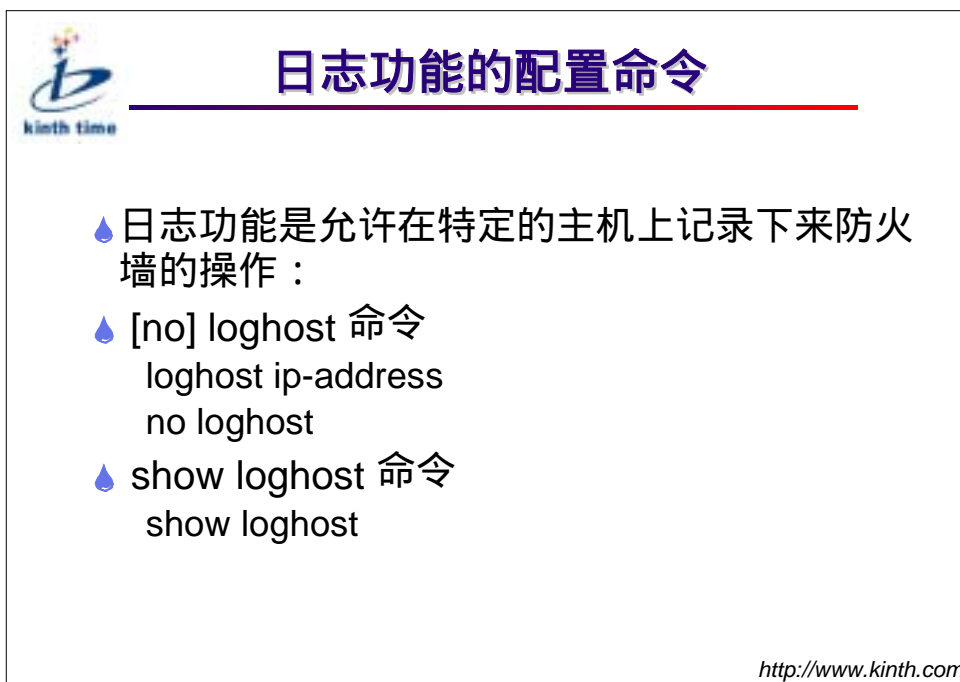 日志功能的配置命令
kinth time
日志功能是允许在特定的主机上记录下来防火
墙的操作：
[no] loghost 命令
loghost ip-address
no loghost
show loghost 命令
show loghost
http://www.kinth.com